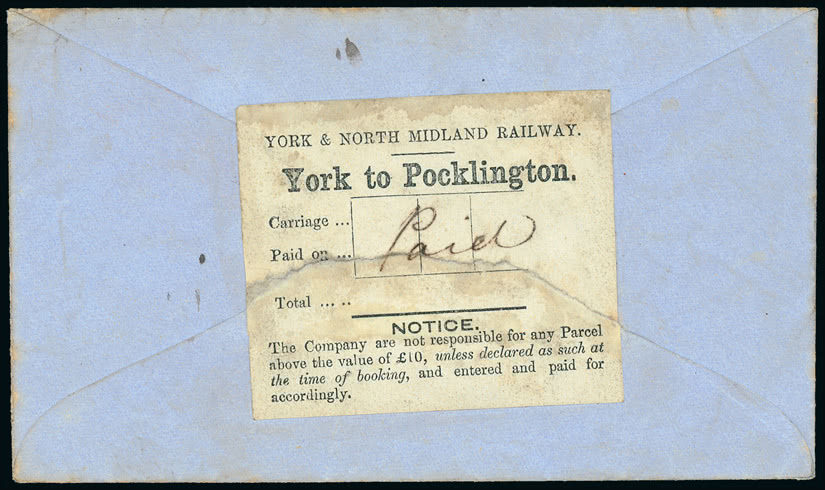 YORK & NORTH MIDLAND RAILWAY.
York to Pocklington.
Carriage ...
Paid on ...
Paid
Total ... ..
NOTICE.
The Company are not responsible for any Parcel
above the value of £10, unless declared as such at
the time of booking, and entered and paid for
accordingly.